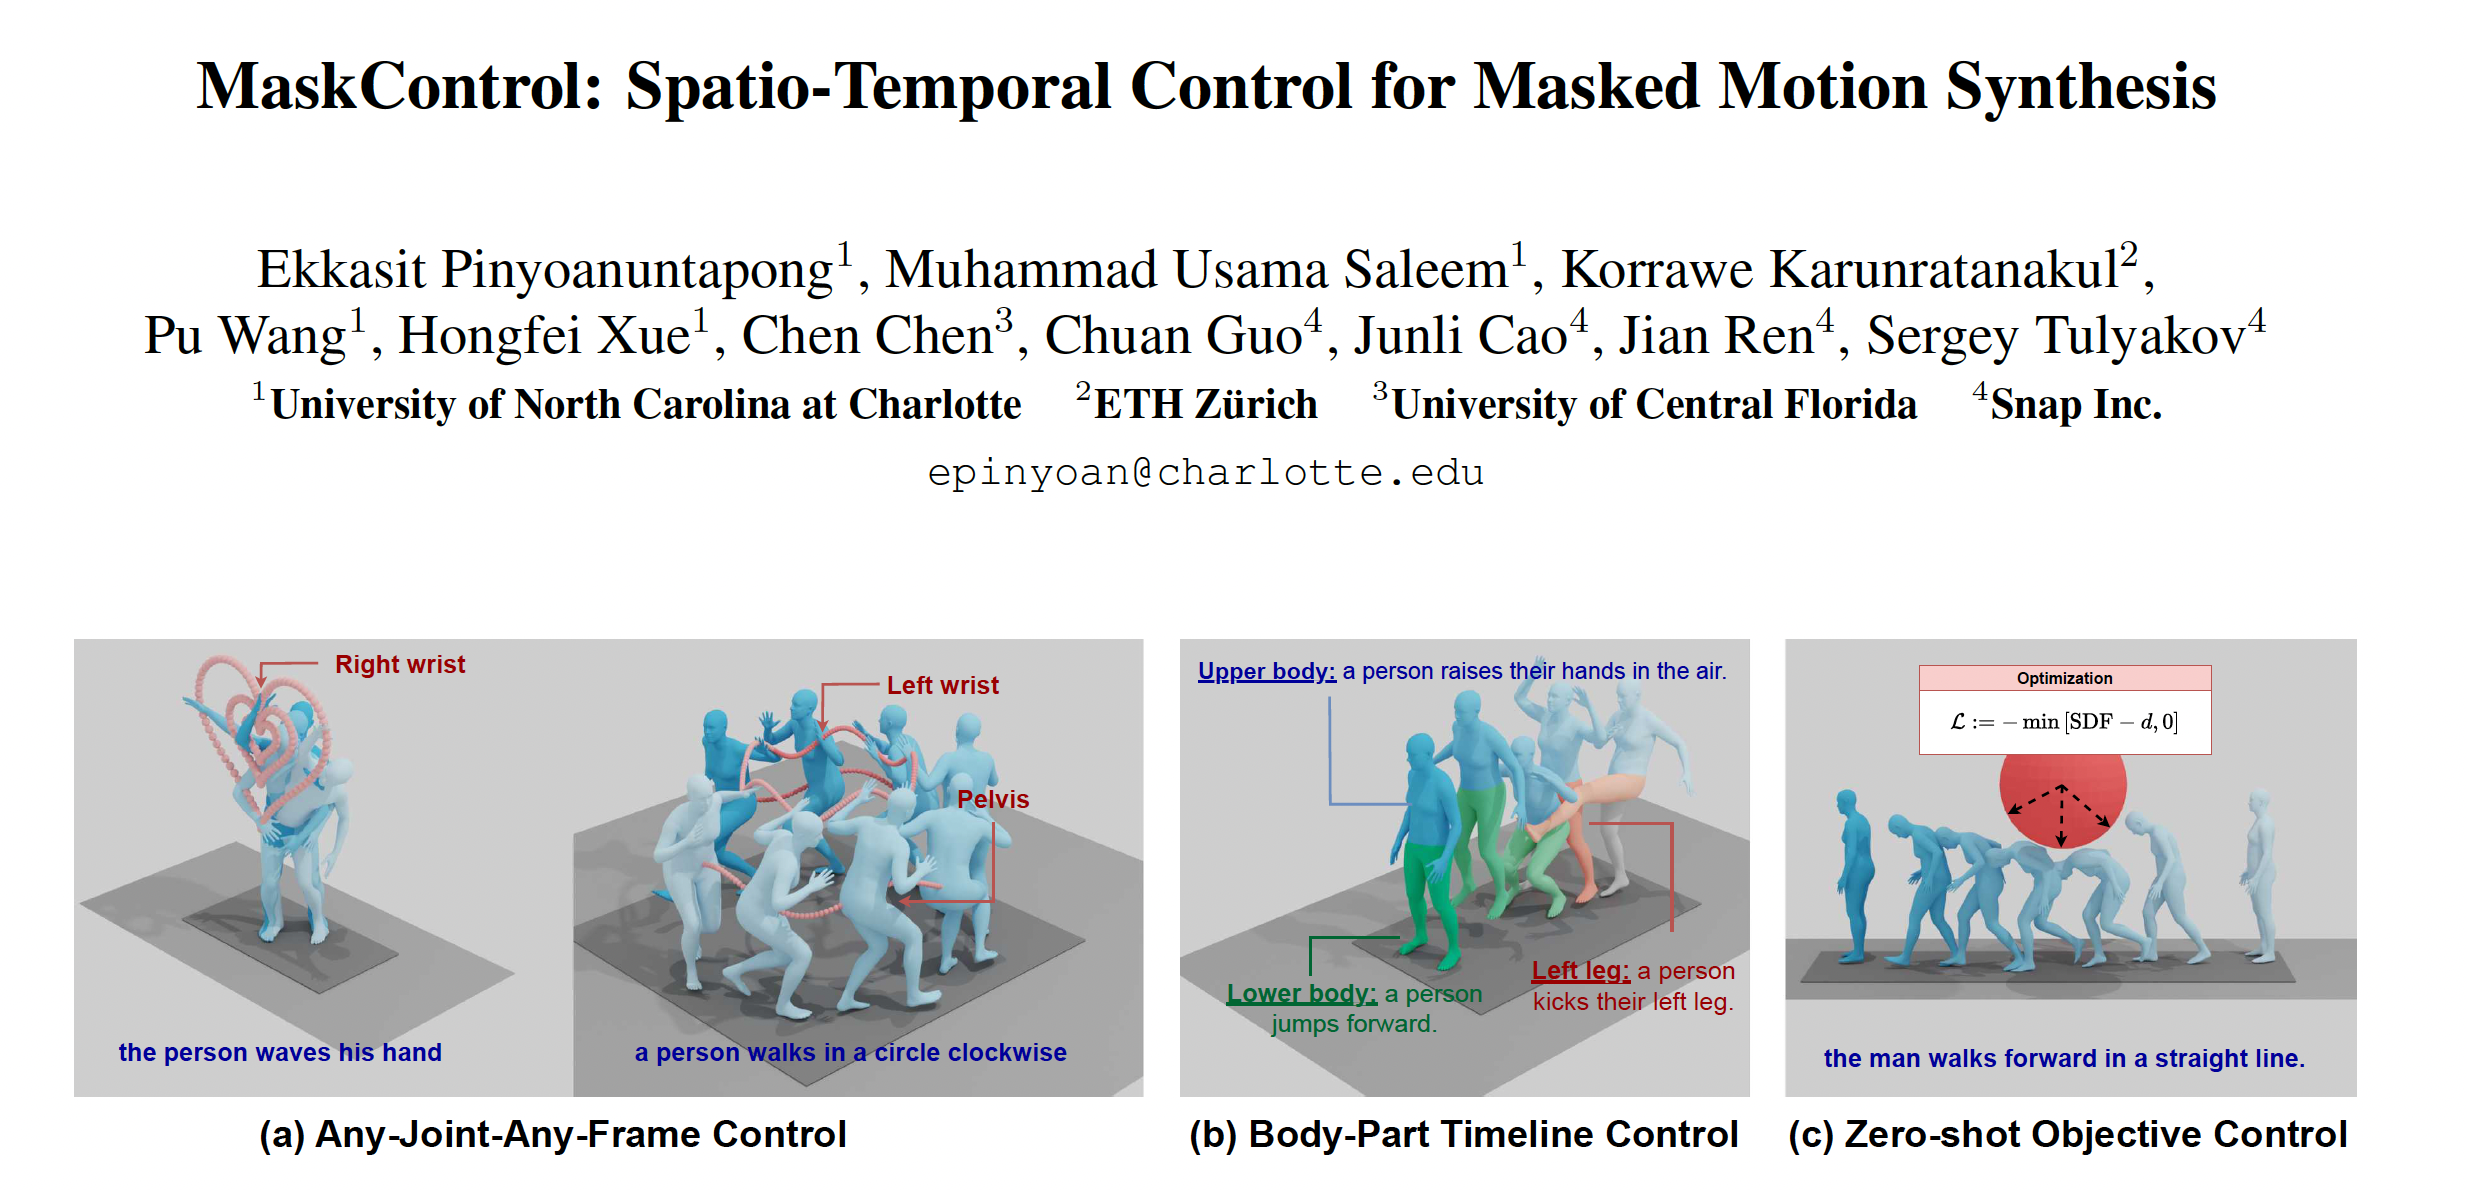 MaskControl: Spatio-Temporal Control for Masked Motion Synthesis
Ekkasit Pinyoanuntapong¹, Muhammad Usama Saleem¹, Korrawe Karunratanakul²,
Pu Wang¹, Hongfei Xue¹, Chen Chen³, Chuan Guo⁴, Junli Cao⁴, Jian Ren⁴, Sergey Tulyakov⁴
¹University of North Carolina at Charlotte ²ETH Zürich ³University of Central Florida ⁴Snap Inc.
epinyoan@charlotte.edu
Right wrist
Left wrist
Pelvis
the person waves his hand
a person walks in a circle clockwise
(a) Any-Joint-Any-Frame Control
Upper body: a person raises their hands in the air.
Lower body: a person
jumps forward.
Left leg: a person
kicks their left leg.
(b) Body-Part Timeline Control
Optimization
ℒ := − min [SDF − d, 0]
the man walks forward in a straight line.
(c) Zero-shot Objective Control